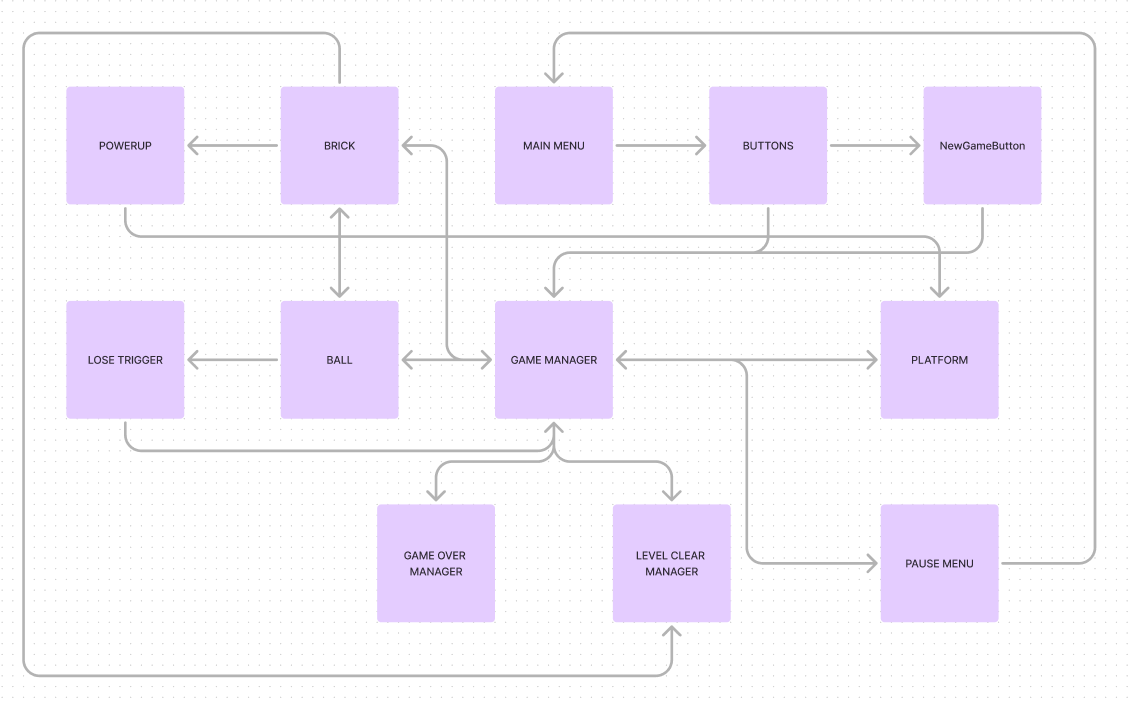 POWERUP
BRICK
MAIN MENU
BUTTONS
NewGameButton
LOSE TRIGGER
BALL
GAME MANAGER
PLATFORM
GAME OVER
MANAGER
LEVEL CLEAR
MANAGER
PAUSE MENU